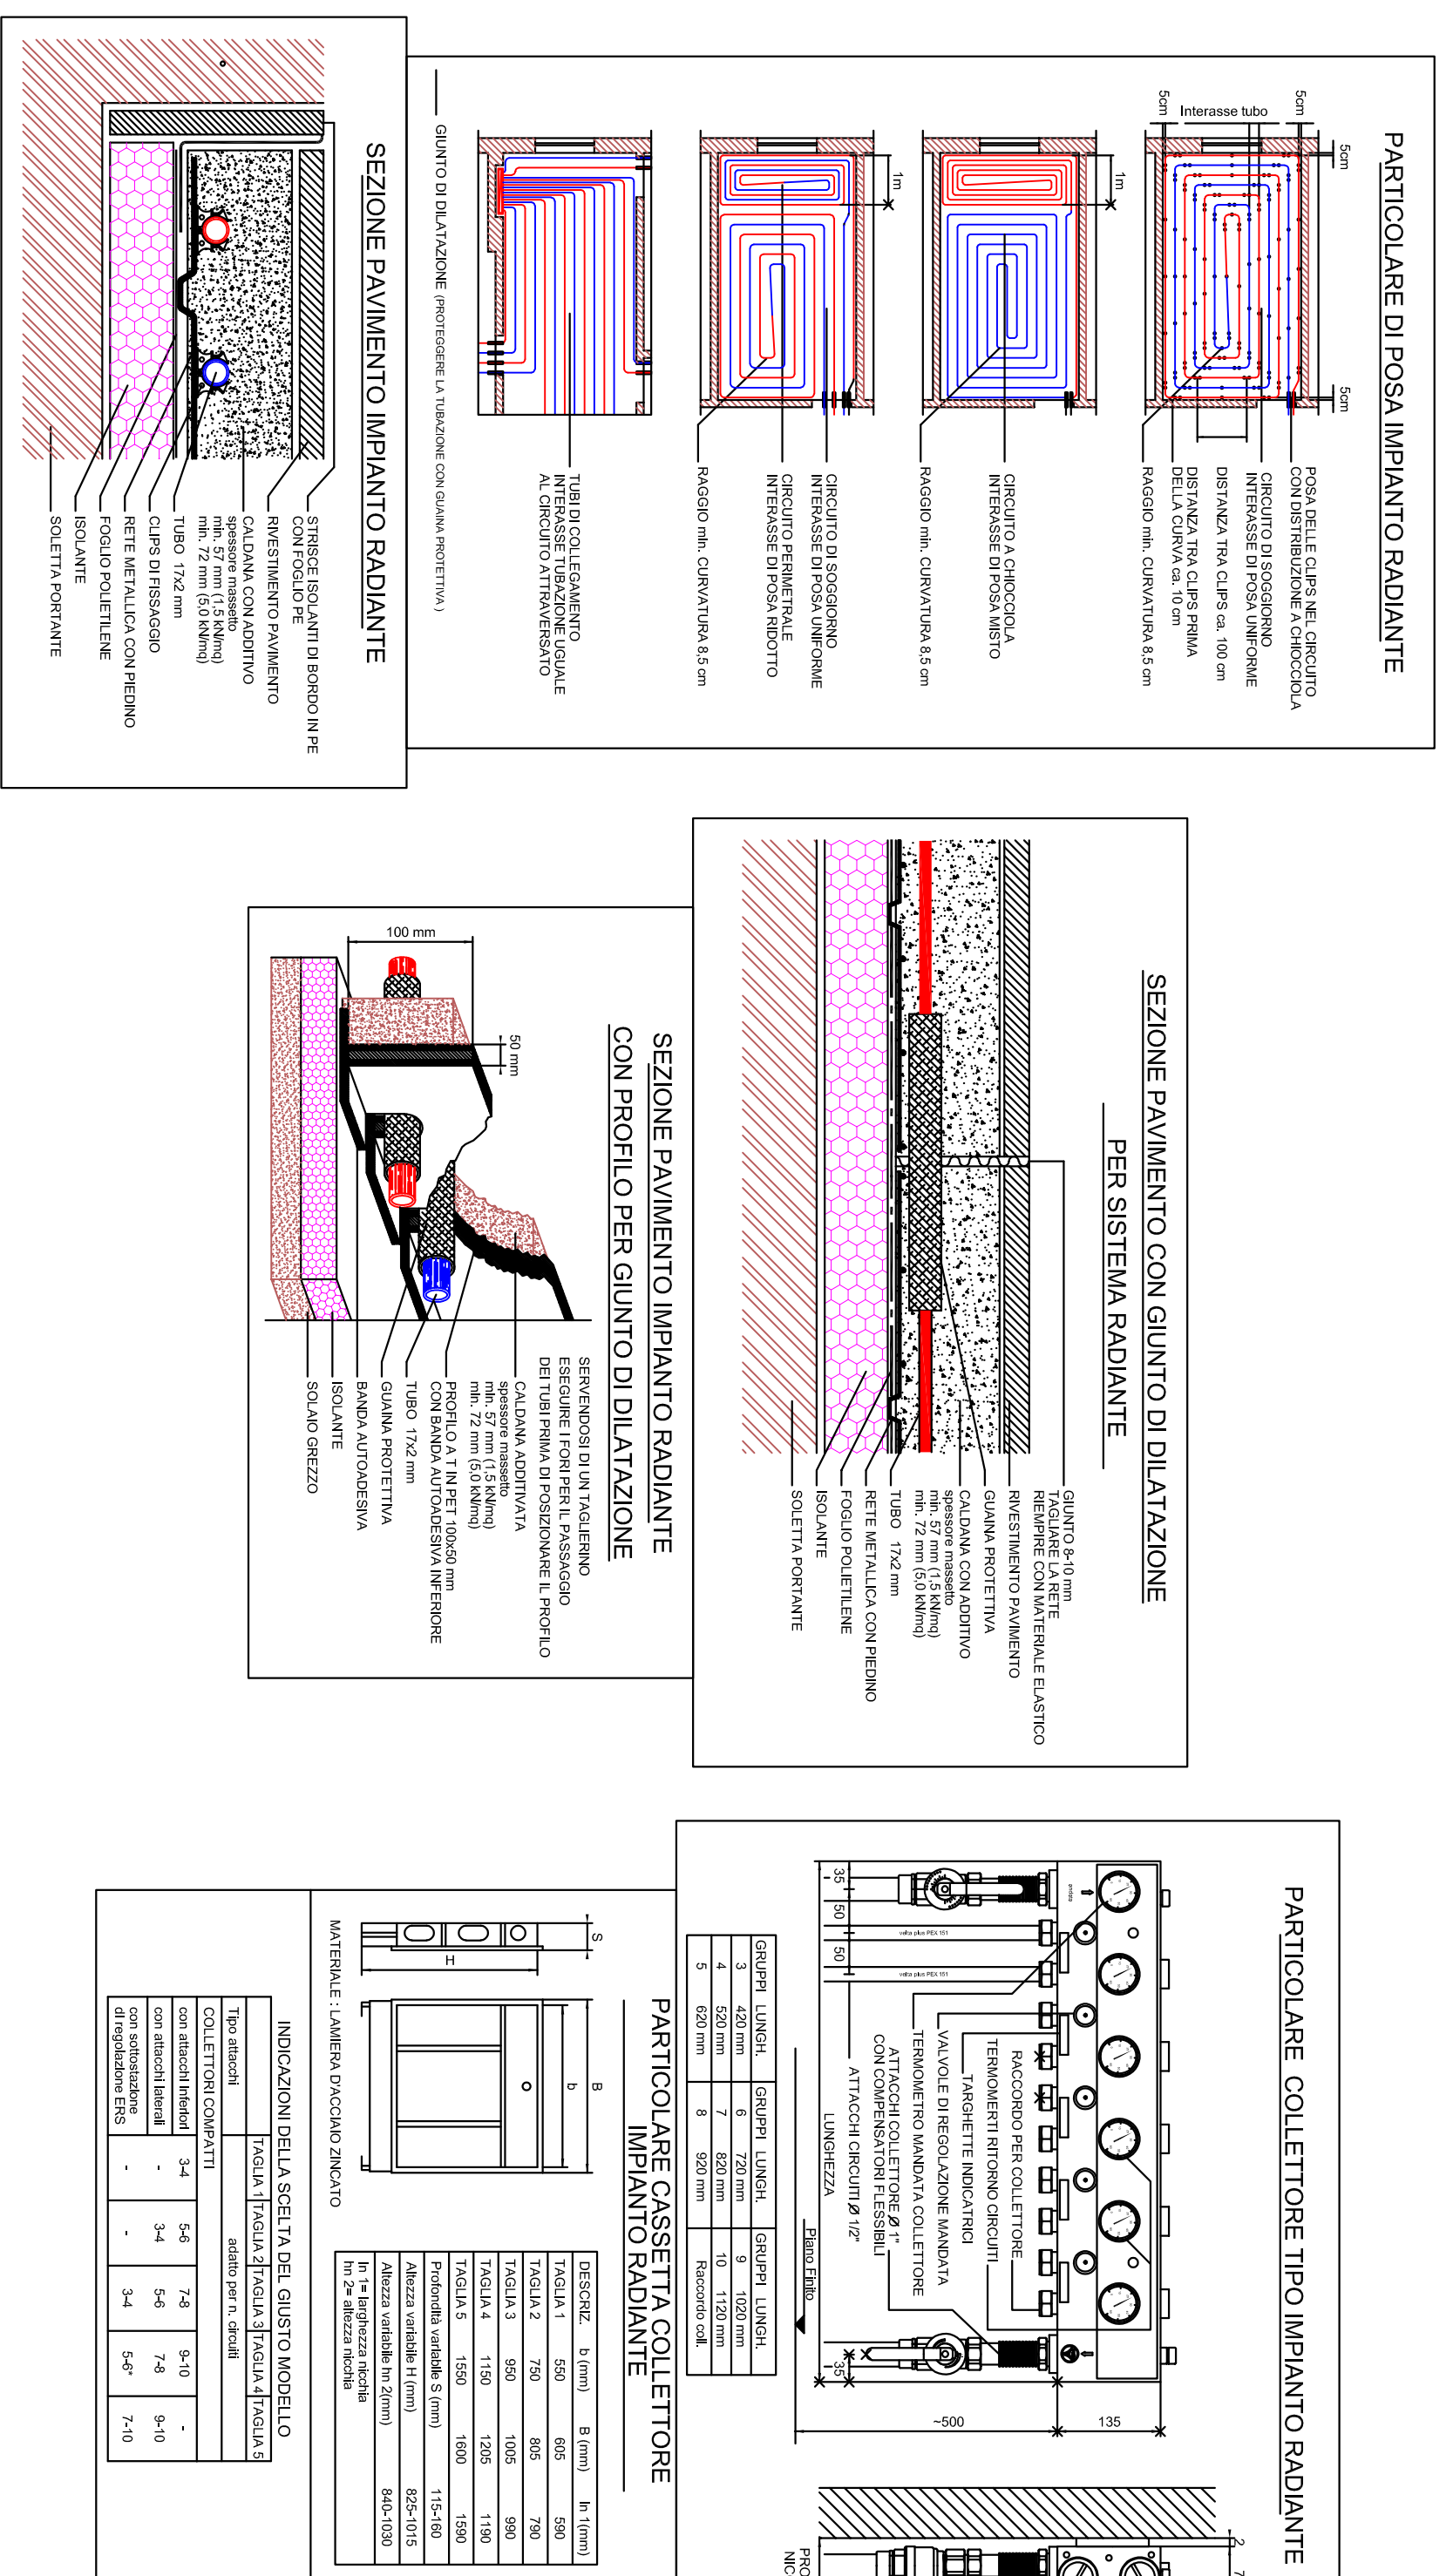 PARTICOLARE DI POSA IMPIANTO RADIANTE
5cm
5cm
5cm
Interasse tubo
5cm
POSA DELLE CLIPS NEL CIRCUITO
CON DISTRIBUZIONE A CHIOCCIOLA
CIRCUITO DI SOGGIORNO
INTERASSE DI POSA UNIFORME
DISTANZA TRA CLIPS ca. 100 cm
DISTANZA TRA CLIPS PRIMA
DELLA CURVA ca. 10 cm
RAGGIO min. CURVATURA 8,5 cm
1m
CIRCUITO A CHIOCCIOLA
INTERASSE DI POSA MISTO
RAGGIO min. CURVATURA 8,5 cm
1m
CIRCUITO DI SOGGIORNO
INTERASSE DI POSA UNIFORME
CIRCUITO PERIMETRALE
INTERASSE DI POSA RIDOTTO
RAGGIO min. CURVATURA 8,5 cm
TUBI DI COLLEGAMENTO
INTERASSE TUBAZIONE UGUALE
AL CIRCUITO ATTRAVERSATO
GIUNTO DI DILATAZIONE (PROTEGGERE LA TUBAZIONE CON GUAINA PROTETTIVA )
SEZIONE PAVIMENTO IMPIANTO RADIANTE
STRISCE ISOLANTI DI BORDO IN PE
CON FOGLIO PE
RIVESTIMENTO PAVIMENTO
CALDANA CON ADDITIVO
spessore massetto
min. 57 mm (1,5 kN/mq)
min. 72 mm (5,0 kN/mq)
TUBO 17x2 mm
CLIPS DI FISSAGGIO
RETE METALLICA CON PIEDINO
FOGLIO POLIETILENE
ISOLANTE
SOLETTA PORTANTE
SEZIONE PAVIMENTO CON GIUNTO DI DILATAZIONE
PER SISTEMA RADIANTE
GIUNTO 8-10 mm
TAGLIARE LA RETE
RIEMPIRE CON MATERIALE ELASTICO
RIVESTIMENTO PAVIMENTO
GUAINA PROTETTIVA
CALDANA CON ADDITIVO
spessore massetto
min. 57 mm (1,5 kN/mq)
min. 72 mm (5,0 kN/mq)
TUBO 17x2 mm
RETE METALLICA CON PIEDINO
FOGLIO POLIETILENE
ISOLANTE
SOLETTA PORTANTE
SEZIONE PAVIMENTO IMPIANTO RADIANTE
CON PROFILO PER GIUNTO DI DILATAZIONE
50 mm
100 mm
SERVENDOSI DI UN TAGLIERINO
ESEGUIRE I FORI PER IL PASSAGGIO
DEI TUBI PRIMA DI POSIZIONARE IL PROFILO
CALDANA ADDITIVATA
spessore massetto
min. 57 mm (1,5 kN/mq)
min. 72 mm (5,0 kN/mq)
PROFILO A T IN PET 100x50 mm
CON BANDA AUTOADESIVA INFERIORE
TUBO 17x2 mm
GUAINA PROTETTIVA
BANDA AUTOADESIVA
ISOLANTE
SOLAIO GREZZO
PARTICOLARE COLLETTORE TIPO IMPIANTO RADIANTE
andata
velta plus PEX 151
velta plus PEX 151
35 50 50 35
135
~500
2
RACCORDO PER COLLETTORE
TERMOMERTI RITORNO CIRCUITI
TARGHETTE INDICATRICI
VALVOLE DI REGOLAZIONE MANDATA
TERMOMETRO MANDATA COLLETTORE
ATTACCHI COLLETTORE Ø 1"
CON COMPENSATORI FLESSIBILI
ATTACCHI CIRCUITI Ø 1/2"
LUNGHEZZA
Piano Finito
GRUPPI LUNGH. GRUPPI LUNGH. GRUPPI LUNGH.
3 420 mm 6 720 mm 9 1020 mm
4 520 mm 7 820 mm 10 1120 mm
5 620 mm 8 920 mm Raccordo coll.
PARTICOLARE CASSETTA COLLETTORE
IMPIANTO RADIANTE
S
H
B
b
MATERIALE : LAMIERA D'ACCIAIO ZINCATO
DESCRIZ. b (mm) B (mm) ln 1(mm)
TAGLIA 1 550 605 590
TAGLIA 2 750 805 790
TAGLIA 3 950 1005 990
TAGLIA 4 1150 1205 1190
TAGLIA 5 1550 1600 1590
Profondità variabile S (mm) 115-160
Altezza variabile H (mm) 825-1015
Altezza variabile hn 2(mm) 840-1030
ln 1= larghezza nicchia
hn 2= altezza nicchia
INDICAZIONI DELLA SCELTA DEL GIUSTO MODELLO
TAGLIA 1 TAGLIA 2 TAGLIA 3 TAGLIA 4 TAGLIA 5
Tipo attacchi adatto per n. circuiti
COLLETTORI COMPATTI
con attacchi inferiori 3-4 5-6 7-8 9-10 -
con attacchi laterali - 3-4 5-6 7-8 9-10
con sottostazione
di regolazione ERS - - 3-4 5-6* 7-10